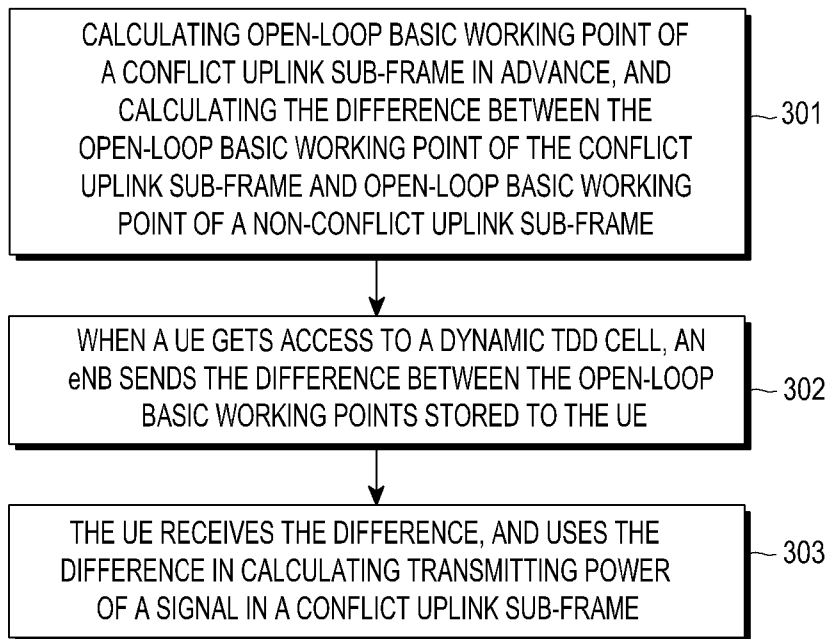 CALCULATING OPEN-LOOP BASIC WORKING POINT OF
A CONFLICT UPLINK SUB-FRAME IN ADVANCE, AND
CALCULATING THE DIFFERENCE BETWEEN THE
OPEN-LOOP BASIC WORKING POINT OF THE CONFLICT
UPLINK SUB-FRAME AND OPEN-LOOP BASIC WORKING
POINT OF A NON-CONFLICT UPLINK SUB-FRAME
301
WHEN A UE GETS ACCESS TO A DYNAMIC TDD CELL, AN
eNB SENDS THE DIFFERENCE BETWEEN THE OPEN-LOOP
BASIC WORKING POINTS STORED TO THE UE
302
THE UE RECEIVES THE DIFFERENCE, AND USES THE
DIFFERENCE IN CALCULATING TRANSMITTING POWER
OF A SIGNAL IN A CONFLICT UPLINK SUB-FRAME
303